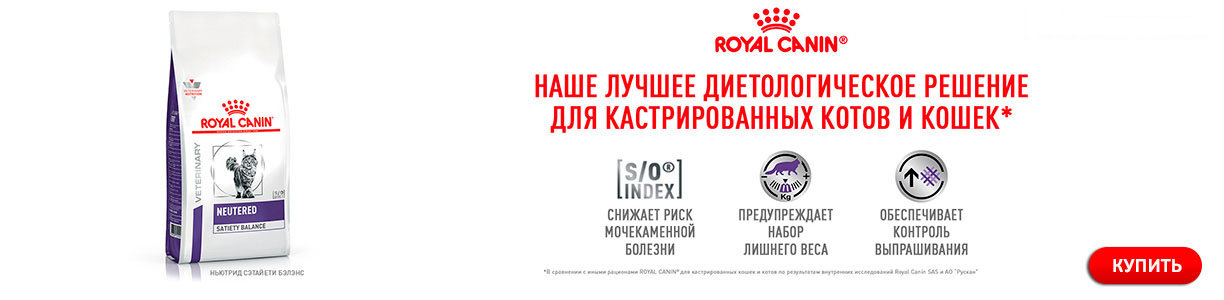 VETERINARY
NUTRITION
ROYAL CANIN®
VETERINARY
NEUTERED
SATIETY BALANCE
НЬЮТРИД СЭТАЙЕТИ БЭЛЭНС
ROYAL CANIN®
НАШЕ ЛУЧШЕЕ ДИЕТОЛОГИЧЕСКОЕ РЕШЕНИЕ
ДЛЯ КАСТРИРОВАННЫХ КОТОВ И КОШЕК*
S/O®
INDEX
СНИЖАЕТ РИСК
МОЧЕКАМЕННОЙ
БОЛЕЗНИ
Kg
ПРЕДУПРЕЖДАЕТ
НАБОР
ЛИШНЕГО ВЕСА
ОБЕСПЕЧИВАЕТ
КОНТРОЛЬ
ВЫПРАШИВАНИЯ
*В сравнении с иными рационами ROYAL CANIN® для кастрированных кошек и котов по результатам внутренних исследований Royal Canin SAS и АО "Рускан"
КУПИТЬ